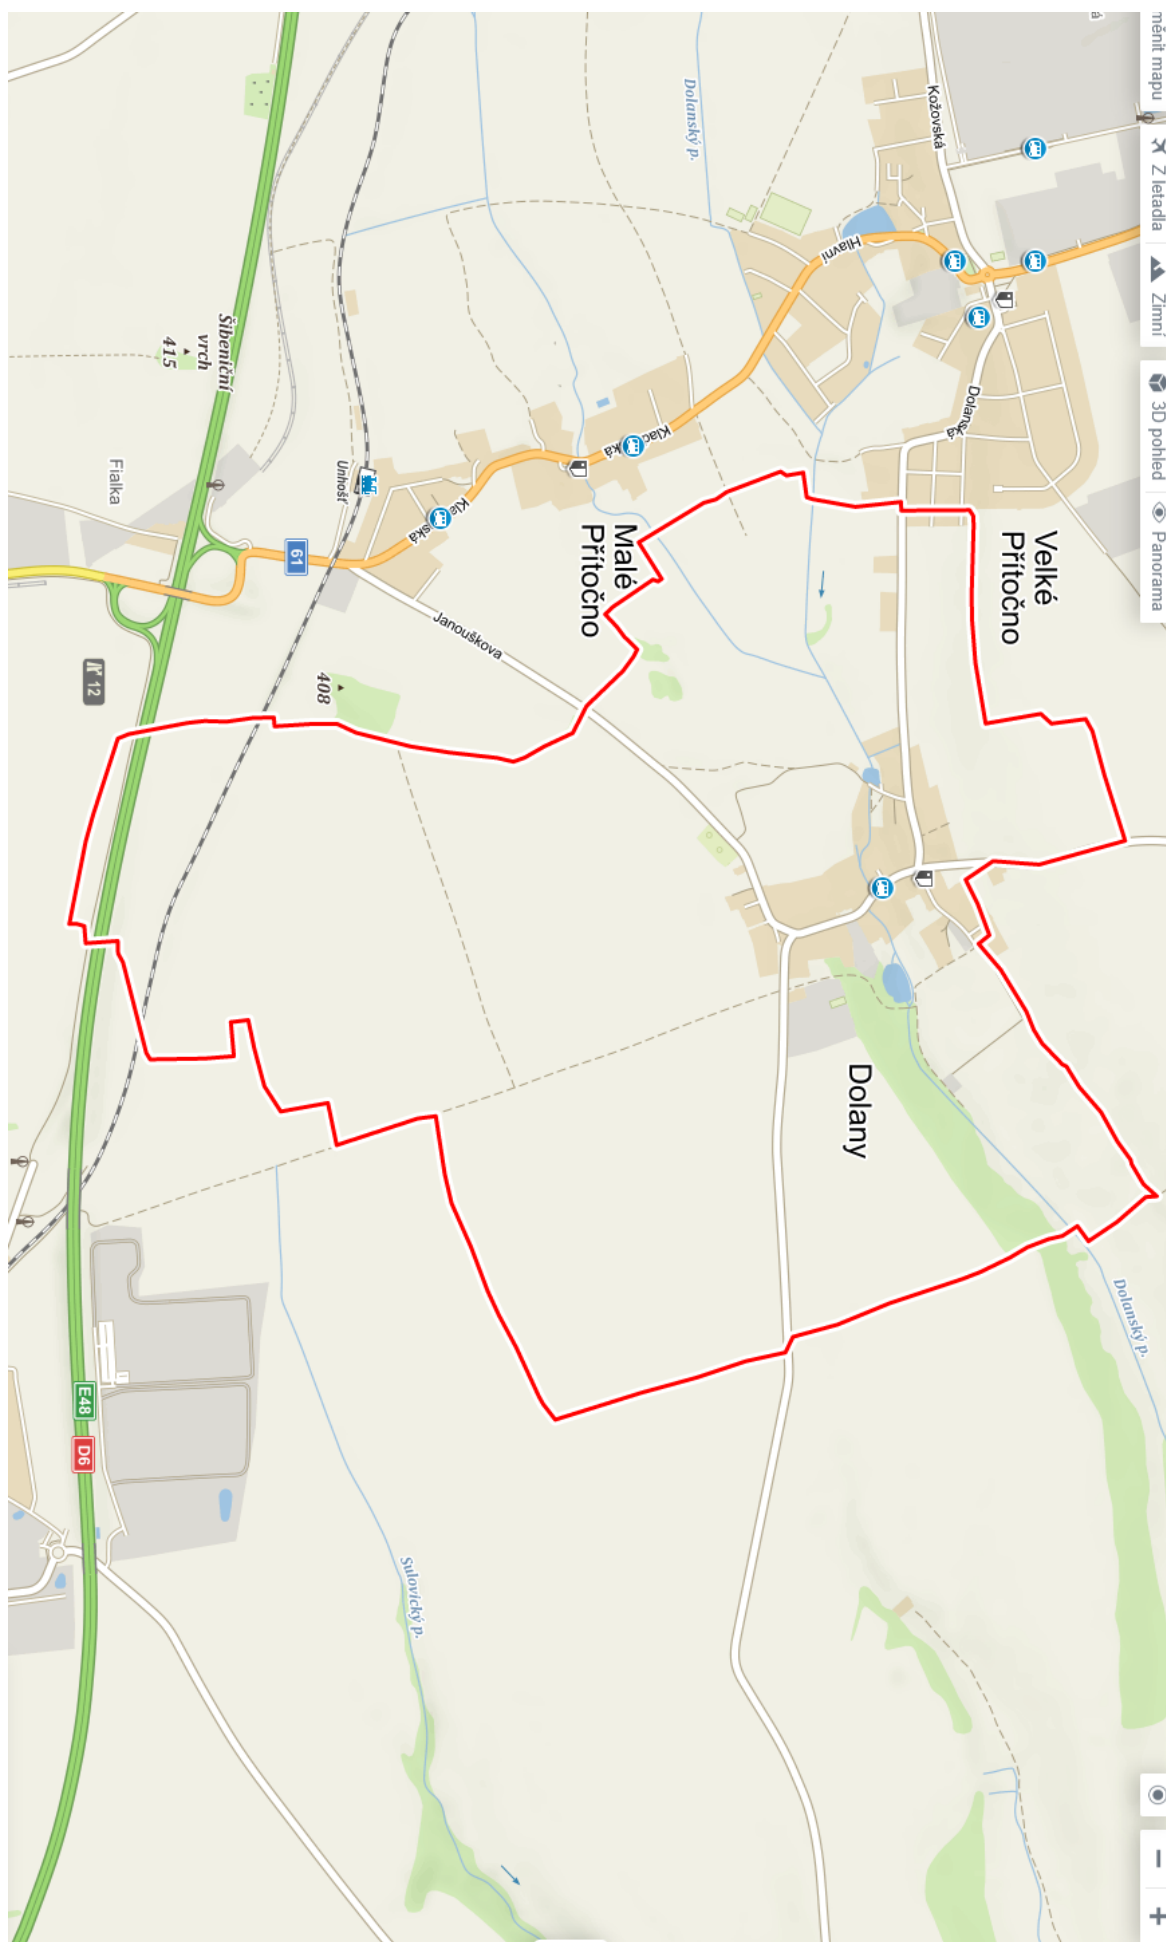 měnit mapu
Z letadla
Zimní
3D pohled
Panorama
Kožovská
Dolanský p.
Hlavní
Dolanská
Velké
Přítočno
Malé
Přítočno
Unhošť
Šibeniční
vrch
415
Fialka
61
Janouškova
408
12
Dolany
Dolanský p.
E48
D6
Sulovický p.
−
+